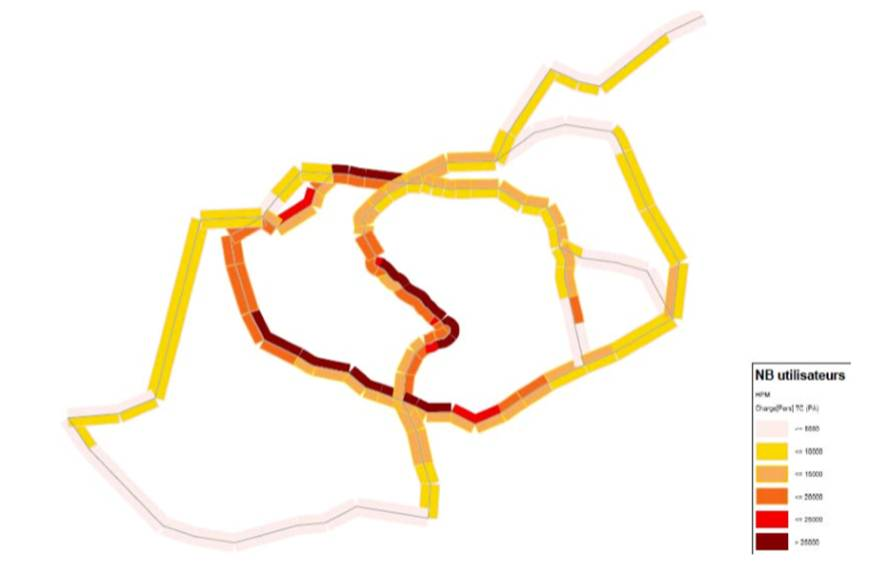 NB utilisateurs
HPM
Charge[Pers] TC (PA)
<= 5000
<= 10000
<= 15000
<= 20000
<= 25000
> 25000